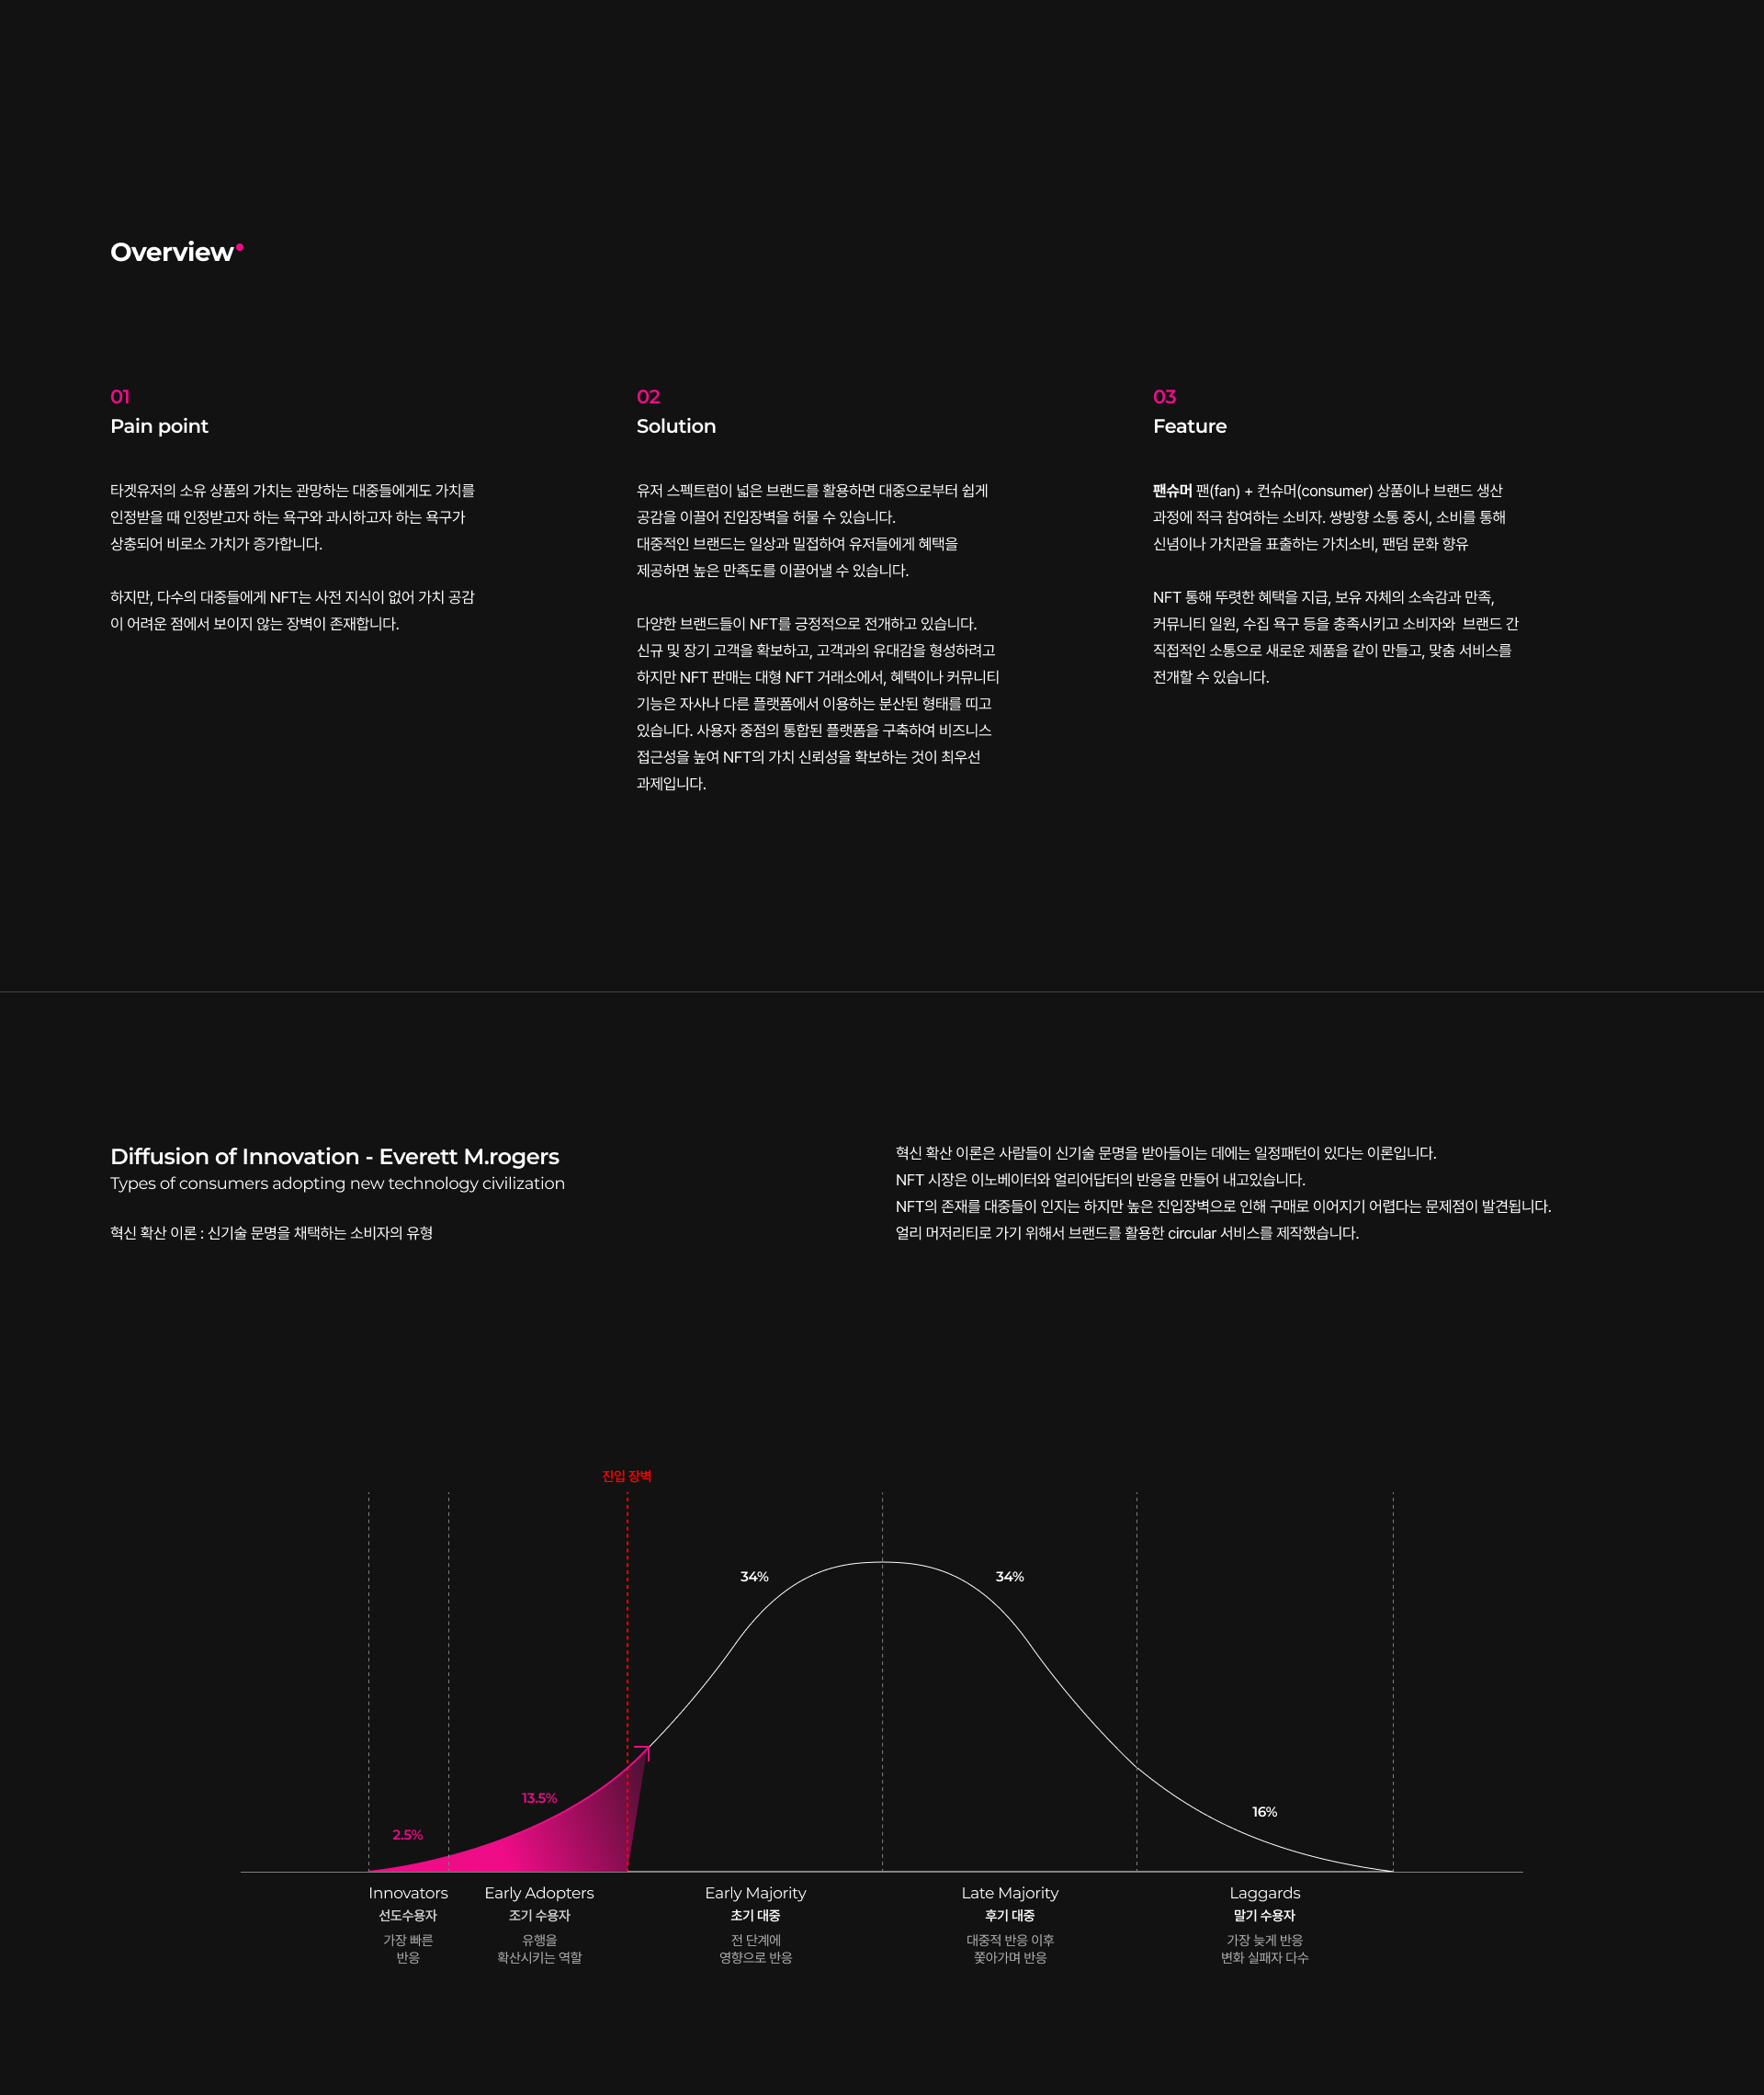 Overview
01
Pain point
타겟유저의 소유 상품의 가치는 관망하는 대중들에게도 가치를
인정받을 때 인정받고자 하는 욕구와 과시하고자 하는 욕구가
상충되어 비로소 가치가 증가합니다.
하지만, 다수의 대중들에게 NFT는 사전 지식이 없어 가치 공감
이 어려운 점에서 보이지 않는 장벽이 존재합니다.
02
Solution
유저 스펙트럼이 넓은 브랜드를 활용하면 대중으로부터 쉽게
공감을 이끌어 진입장벽을 허물 수 있습니다.
대중적인 브랜드는 일상과 밀접하여 유저들에게 혜택을
제공하면 높은 만족도를 이끌어낼 수 있습니다.
다양한 브랜드들이 NFT를 긍정적으로 전개하고 있습니다.
신규 및 장기 고객을 확보하고, 고객과의 유대감을 형성하려고
하지만 NFT 판매는 대형 NFT 거래소에서, 혜택이나 커뮤니티
기능은 자사나 다른 플랫폼에서 이용하는 분산된 형태를 띠고
있습니다. 사용자 중점의 통합된 플랫폼을 구축하여 비즈니스
접근성을 높여 NFT의 가치 신뢰성을 확보하는 것이 최우선
과제입니다.
03
Feature
팬슈머 팬(fan) + 컨슈머(consumer) 상품이나 브랜드 생산
과정에 적극 참여하는 소비자. 쌍방향 소통 중시, 소비를 통해
신념이나 가치관을 표출하는 가치소비, 팬덤 문화 향유
NFT 통해 뚜렷한 혜택을 지급, 보유 자체의 소속감과 만족,
커뮤니티 일원, 수집 욕구 등을 충족시키고 소비자와 브랜드 간
직접적인 소통으로 새로운 제품을 같이 만들고, 맞춤 서비스를
전개할 수 있습니다.
Diffusion of Innovation - Everett M.rogers
Types of consumers adopting new technology civilization
혁신 확산 이론 : 신기술 문명을 채택하는 소비자의 유형
혁신 확산 이론은 사람들이 신기술 문명을 받아들이는 데에는 일정패턴이 있다는 이론입니다.
NFT 시장은 이노베이터와 얼리어답터의 반응을 만들어 내고있습니다.
NFT의 존재를 대중들이 인지는 하지만 높은 진입장벽으로 인해 구매로 이어지기 어렵다는 문제점이 발견됩니다.
얼리 머저리티로 가기 위해서 브랜드를 활용한 circular 서비스를 제작했습니다.
진입 장벽
34%
34%
13.5%
16%
2.5%
Innovators
선도수용자
가장 빠른
반응
Early Adopters
조기 수용자
유행을
확산시키는 역할
Early Majority
초기 대중
전 단계에
영향으로 반응
Late Majority
후기 대중
대중적 반응 이후
쫓아가며 반응
Laggards
말기 수용자
가장 늦게 반응
변화 실패자 다수